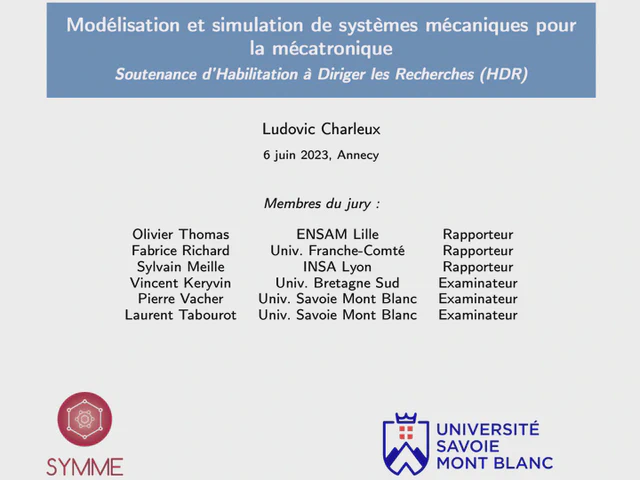 Modélisation et simulation de systèmes mécaniques pour
la mécatronique
Soutenance d'Habilitation à Diriger les Recherches (HDR)
Ludovic Charleux
6 juin 2023, Annecy
Membres du jury :
Olivier Thomas ENSAM Lille Rapporteur
Fabrice Richard Univ. Franche-Comté Rapporteur
Sylvain Meille INSA Lyon Rapporteur
Vincent Keryvin Univ. Bretagne Sud Examinateur
Pierre Vacher Univ. Savoie Mont Blanc Examinateur
Laurent Tabourot Univ. Savoie Mont Blanc Examinateur
SYMME
UNIVERSITÉ
SAVOIE
MONT BLANC